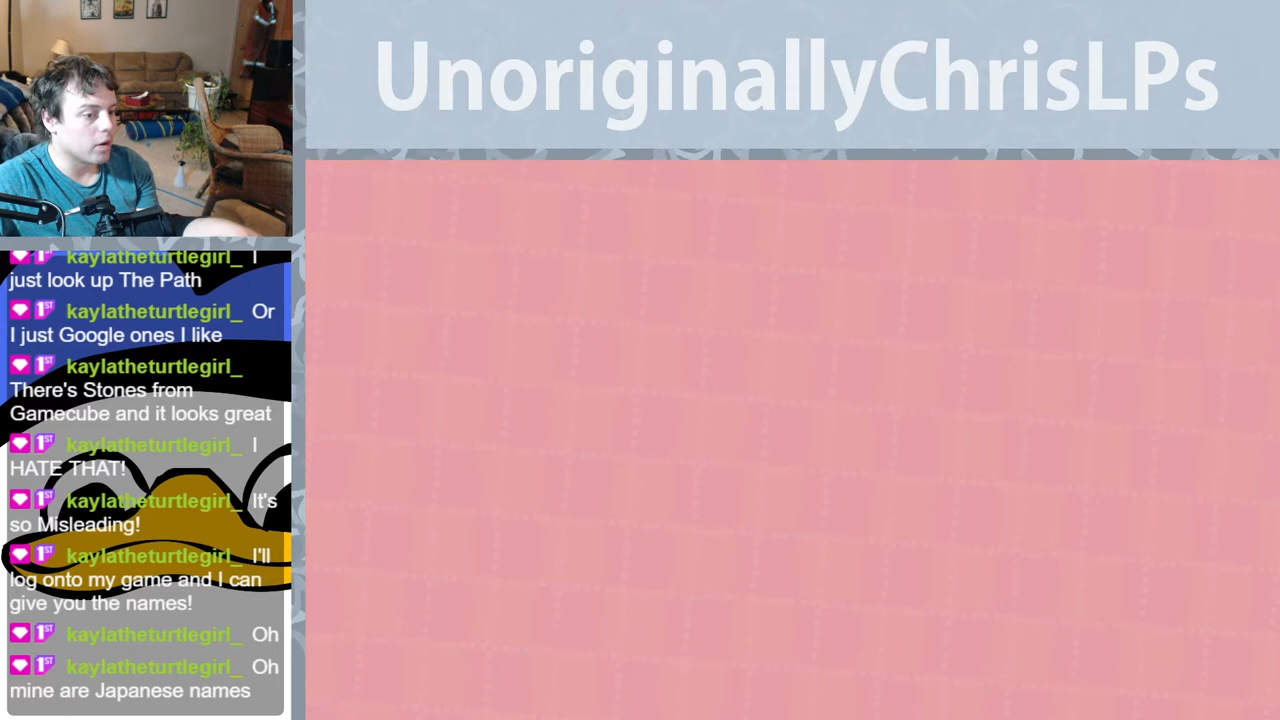 UnoriginallyChrisLPs
kaylatheturtlegirl_ I
just look up The Path
kaylatheturtlegirl_ Or
I just Google ones I like
kaylatheturtlegirl_
There's Stones from
Gamecube and it looks great
kaylatheturtlegirl_ I
HATE THAT!
kaylatheturtlegirl_ It's
so Misleading!
kaylatheturtlegirl_ I'll
log onto my game and I can
give you the names!
kaylatheturtlegirl_ Oh
kaylatheturtlegirl_ Oh
mine are Japanese names